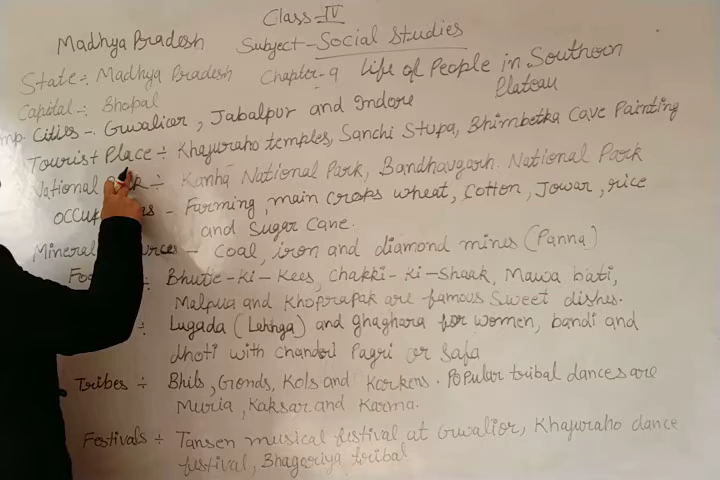 Class-IV
Madhya Pradesh Subject-Social Studies
State:- Madhya Pradesh Chapter-9 Life of People in Southern Plateau
Capital-: Bhopal
Imp. Cities - Gwalior, Jabalpur and Indore
Tourist Place ÷ Khajuraho temples, Sanchi Stupa, Bhimbetka Cave Painting
National ÷ Kanha National Park, Bandhavgarh National Park
- Farming, main crops wheat, Cotton, Jowar, rice
and Sugar Cane.
Mineral - Coal, iron and diamond mines (Panna)
÷ Bhutte-Ki-Kees, Chakki-Ki-Shaak, Mawa bati,
Malpua and Khoprapak are famous Sweet dishes.
÷ Lugada (Lehnga) and ghaghara for women, bandi and
dhoti with Pagri or Safa
Tribes ÷ Bhils, Gonds, Kols and Korkens. Popular tribal dances are
Muria, Kaksar and Karma.
Festivals ÷ Tansen musical festival at Gwalior, Khajuraho dance
festival, Bhagoriya tribal